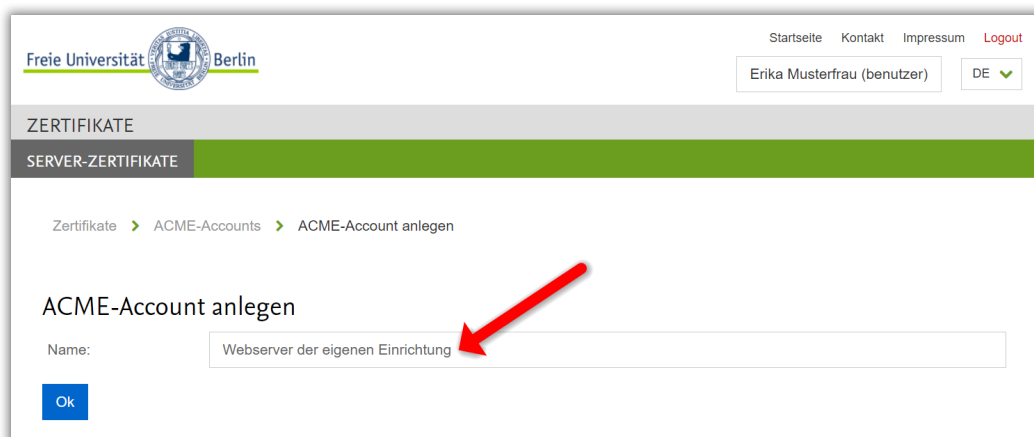 Startseite Kontakt Impressum Logout
Freie Universität Berlin
Erika Musterfrau (benutzer) DE
ZERTIFIKATE
SERVER-ZERTIFIKATE
Zertifikate ACME-Accounts ACME-Account anlegen
ACME-Account anlegen
Name: Webserver der eigenen Einrichtung
Ok